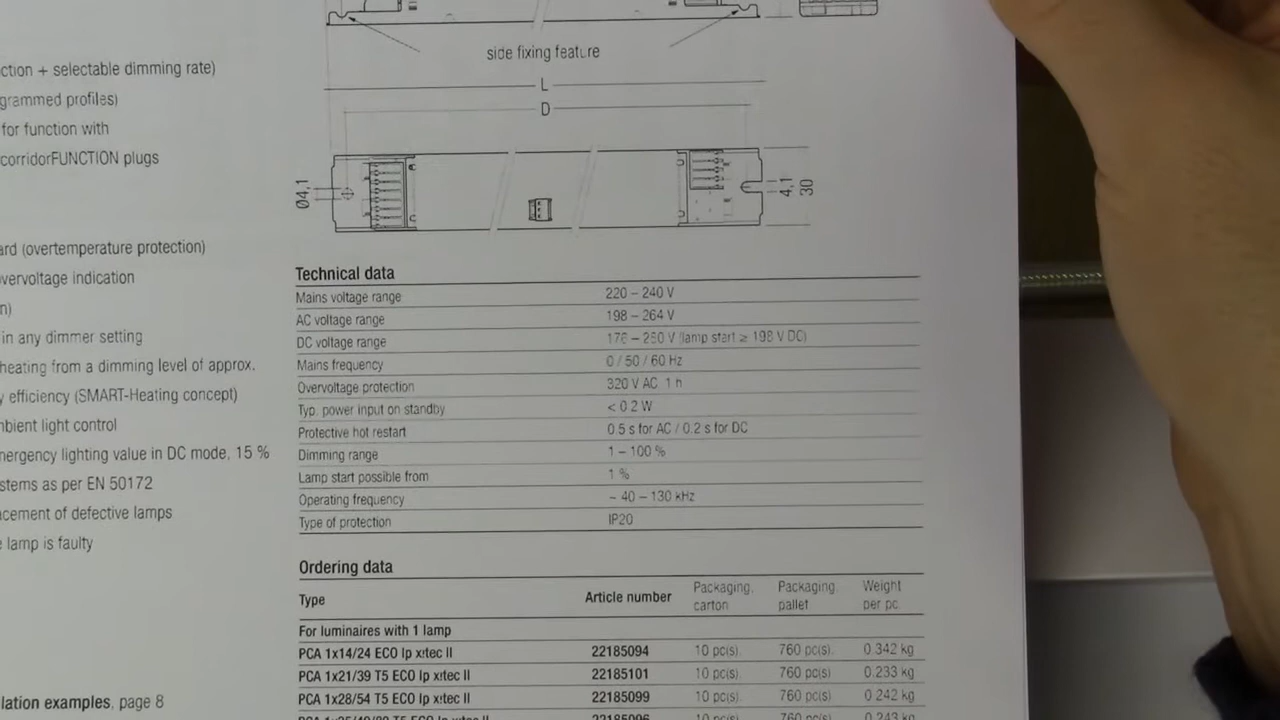 side fixing feature
L
D
Ø4,1
4,1
30
ction + selectable dimming rate)
grammed profiles)
for function with
corridorFUNCTION plugs
ard (overtemperature protection)
vervoltage indication
n)
in any dimmer setting
heating from a dimming level of approx.
y efficiency (SMART-Heating concept)
mbient light control
mergency lighting value in DC mode, 15 %
stems as per EN 50172
acement of defective lamps
e lamp is faulty
lation examples, page 8
Technical data
Mains voltage range 220 – 240 V
AC voltage range 198 – 264 V
DC voltage range 176 – 280 V (lamp start ≥ 198 V DC)
Mains frequency 0 / 50 / 60 Hz
Overvoltage protection 320 V AC 1 h
Typ. power input on standby < 0.2 W
Protective hot restart 0.5 s for AC / 0.2 s for DC
Dimming range 1 – 100 %
Lamp start possible from 1 %
Operating frequency ~ 40 – 130 kHz
Type of protection IP20
Ordering data
Type Article number Packaging, carton Packaging, pallet Weight per pc.
For luminaires with 1 lamp
PCA 1x14/24 ECO lp x!tec II 22185094 10 pc(s). 760 pc(s). 0.342 kg
PCA 1x21/39 T5 ECO lp x!tec II 22185101 10 pc(s). 760 pc(s). 0.233 kg
PCA 1x28/54 T5 ECO lp x!tec II 22185099 10 pc(s). 760 pc(s). 0.242 kg